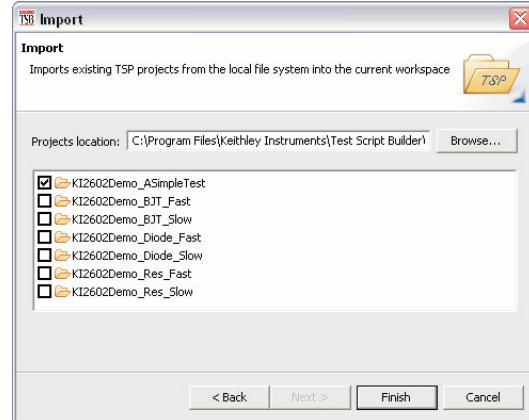 TSB Import
Import
Imports existing TSP projects from the local file system into the current workspace
TSP
Projects location: C:\Program Files\Keithley Instruments\Test Script Builder\ Browse...
KI2602Demo_ASimpleTest
KI2602Demo_BJT_Fast
KI2602Demo_BJT_Slow
KI2602Demo_Diode_Fast
KI2602Demo_Diode_Slow
KI2602Demo_Res_Fast
KI2602Demo_Res_Slow
< Back Next > Finish Cancel